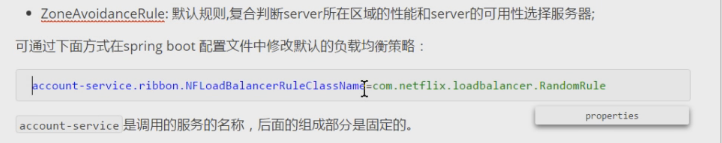 ZoneAvoidanceRule: 默认规则,复合判断server所在区域的性能和server的可用性选择服务器;
可通过下面方式在spring boot 配置文件中修改默认的负载均衡策略：
account-service.ribbon.NFLoadBalancerRuleClassName=com.netflix.loadbalancer.RandomRule
properties
account-service 是调用的服务的名称，后面的组成部分是固定的。